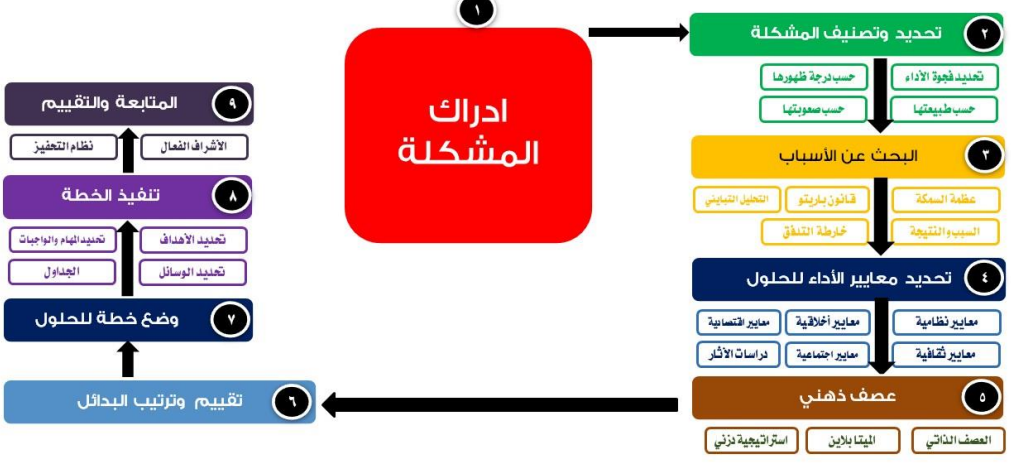 ١
ادراك
المشكلة
٢ تحديد وتصنيف المشكلة
تحديد فجوة الأداء
حسب درجة ظهورها
حسب طبيعتها
حسب صعوبتها
٣ البحث عن الأسباب
عظمة السمكة
قانون باريتو
التحليل التبايني
السبب والنتيجة
خارطة التدفق
٤ تحديد معايير الأداء للحلول
معايير نظامية
معايير أخلاقية
معايير اقتصادية
معايير ثقافية
معايير اجتماعية
دراسات الأثار
٥ عصف ذهني
العصف الذاتي
الميتا بلاين
استراتيجية دزني
٦ تقييم وترتيب البدائل
٧ وضع خطة للحلول
٨ تنفيذ الخطة
تحديد الأهداف
تحديد المهام والواجبات
تحديد الوسائل
الجداول
٩ المتابعة والتقييم
الأشراف الفعال
نظام التحفيز